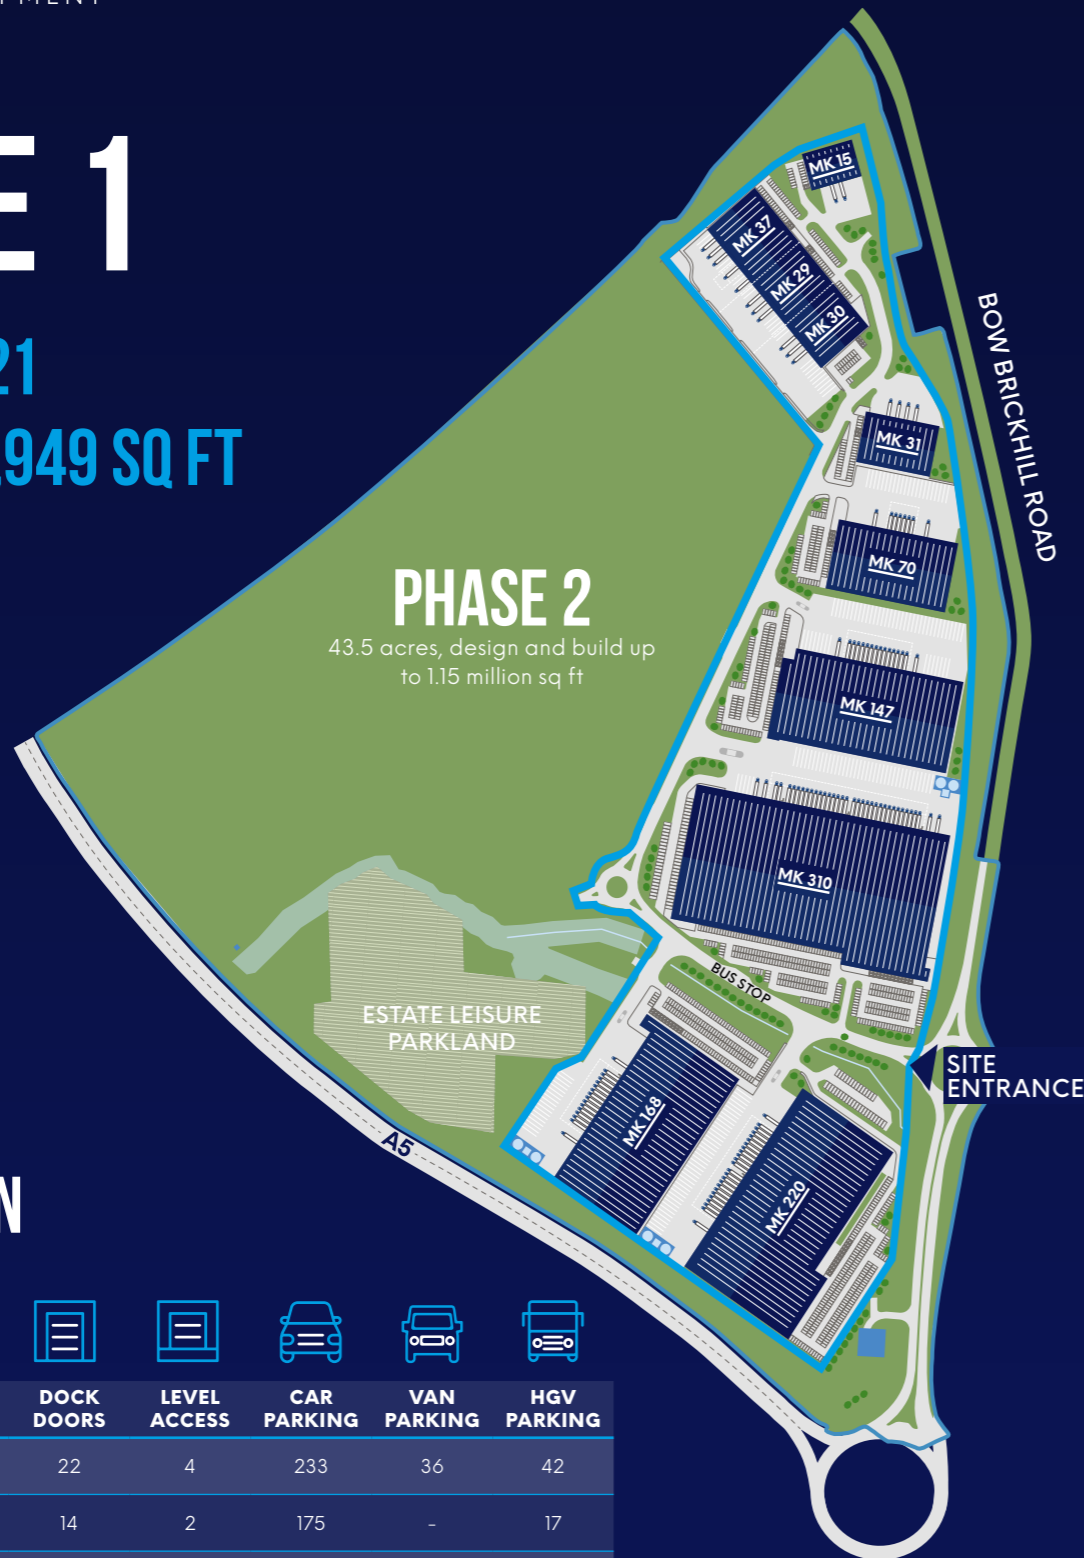 E 1
21
,949 SQ FT
MK 15
MK 37
MK 29
MK 30
BOW BRICKHILL ROAD
MK 31
MK 70
PHASE 2
43.5 acres, design and build up
to 1.15 million sq ft
MK 147
MK 310
BUS STOP
ESTATE LEISURE
PARKLAND
SITE
ENTRANCE
MK 168
A5
MK 220
N
DOCK DOORS
LEVEL ACCESS
CAR PARKING
VAN PARKING
HGV PARKING
22 4 233 36 42
14 2 175 - 17